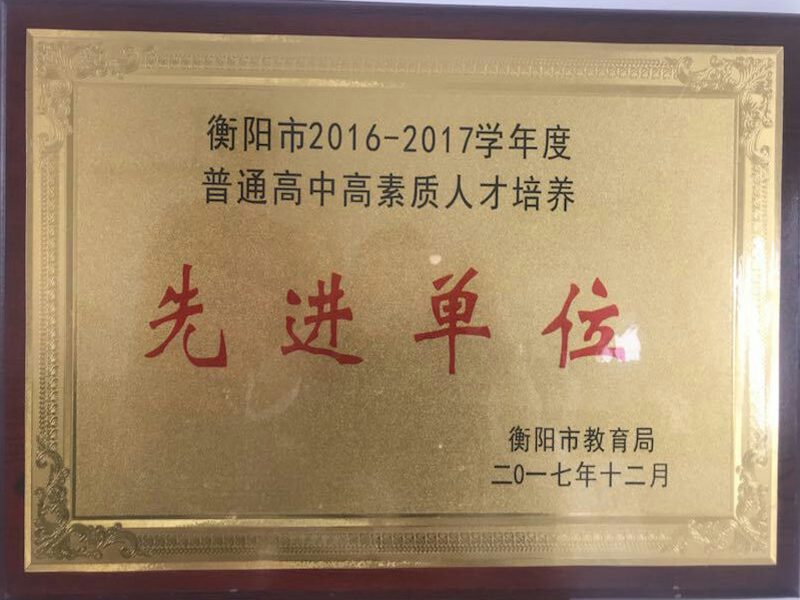 衡阳市2016-2017学年度
普通高中高素质人才培养
先进单位
衡阳市教育局
二0一七年十二月